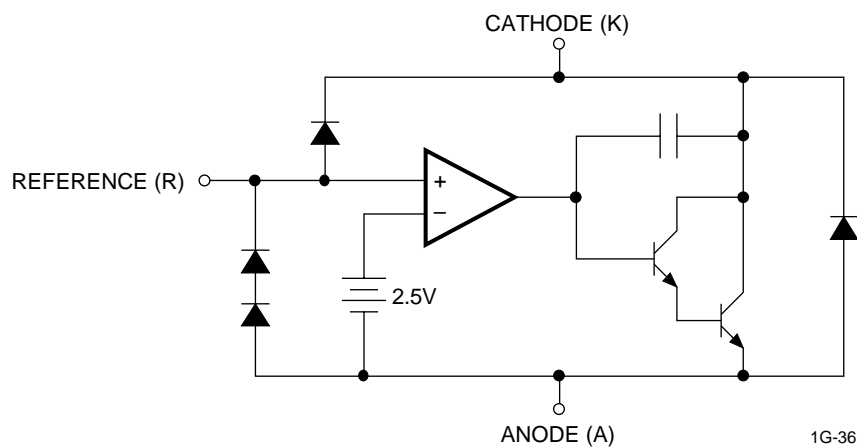 CATHODE (K)
REFERENCE (R)
+
−
2.5V
ANODE (A)
1G-36